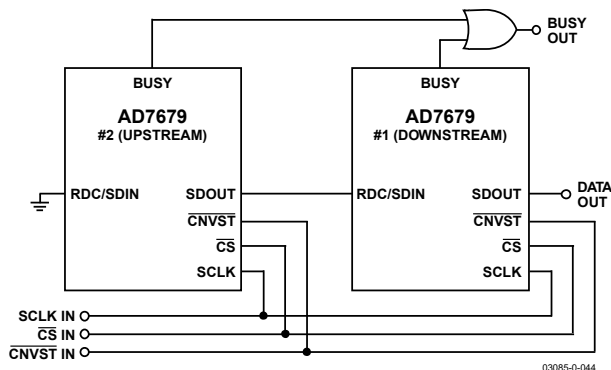 BUSY
OUT
BUSY
BUSY
AD7679
#2 (UPSTREAM)
AD7679
#1 (DOWNSTREAM)
RDC/SDIN
SDOUT
RDC/SDIN
SDOUT
DATA
OUT
CNVST
CNVST
CS
CS
SCLK
SCLK
SCLK IN
CS IN
CNVST IN
03085-0-044